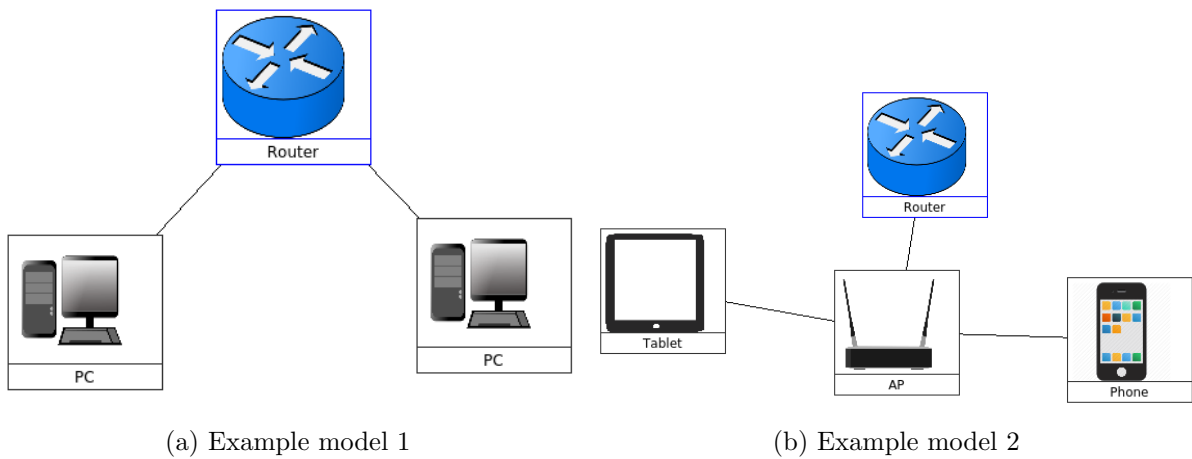 Router
PC
PC
(a) Example model 1
Router
Tablet
AP
Phone
(b) Example model 2